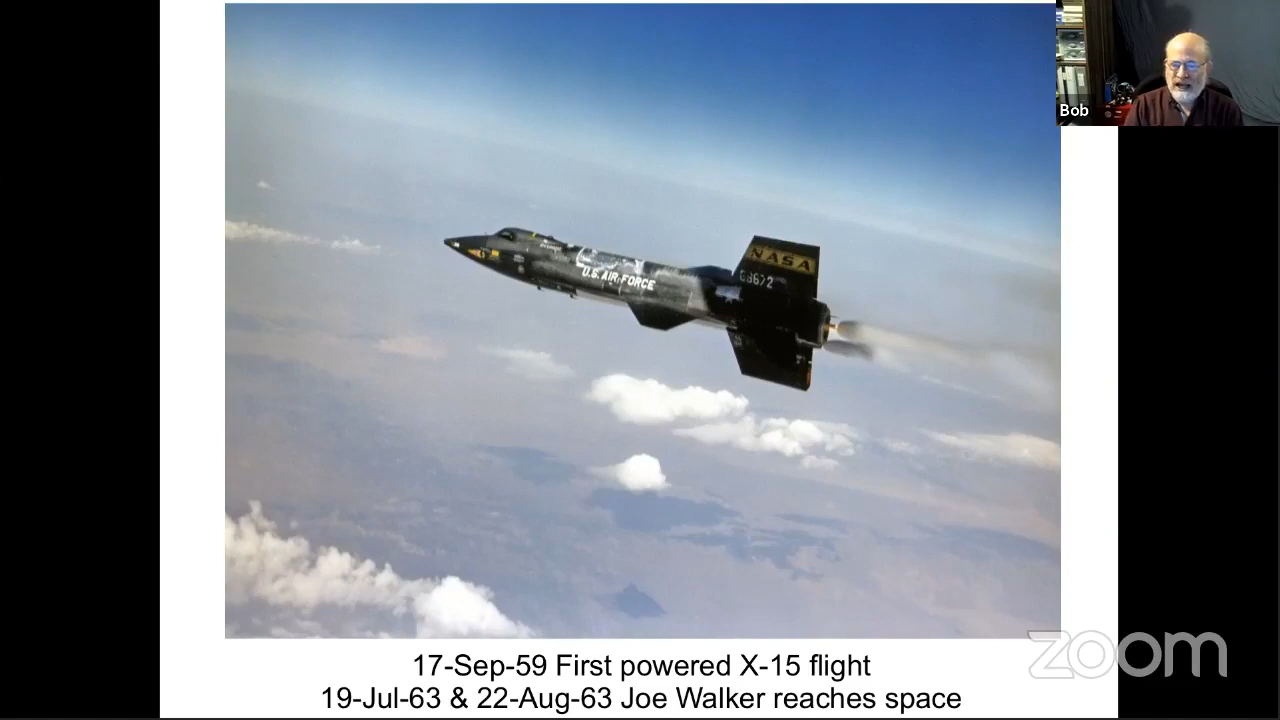 Bob
NASA
66672
U.S. AIR FORCE
17-Sep-59 First powered X-15 flight
19-Jul-63 & 22-Aug-63 Joe Walker reaches space
zoom